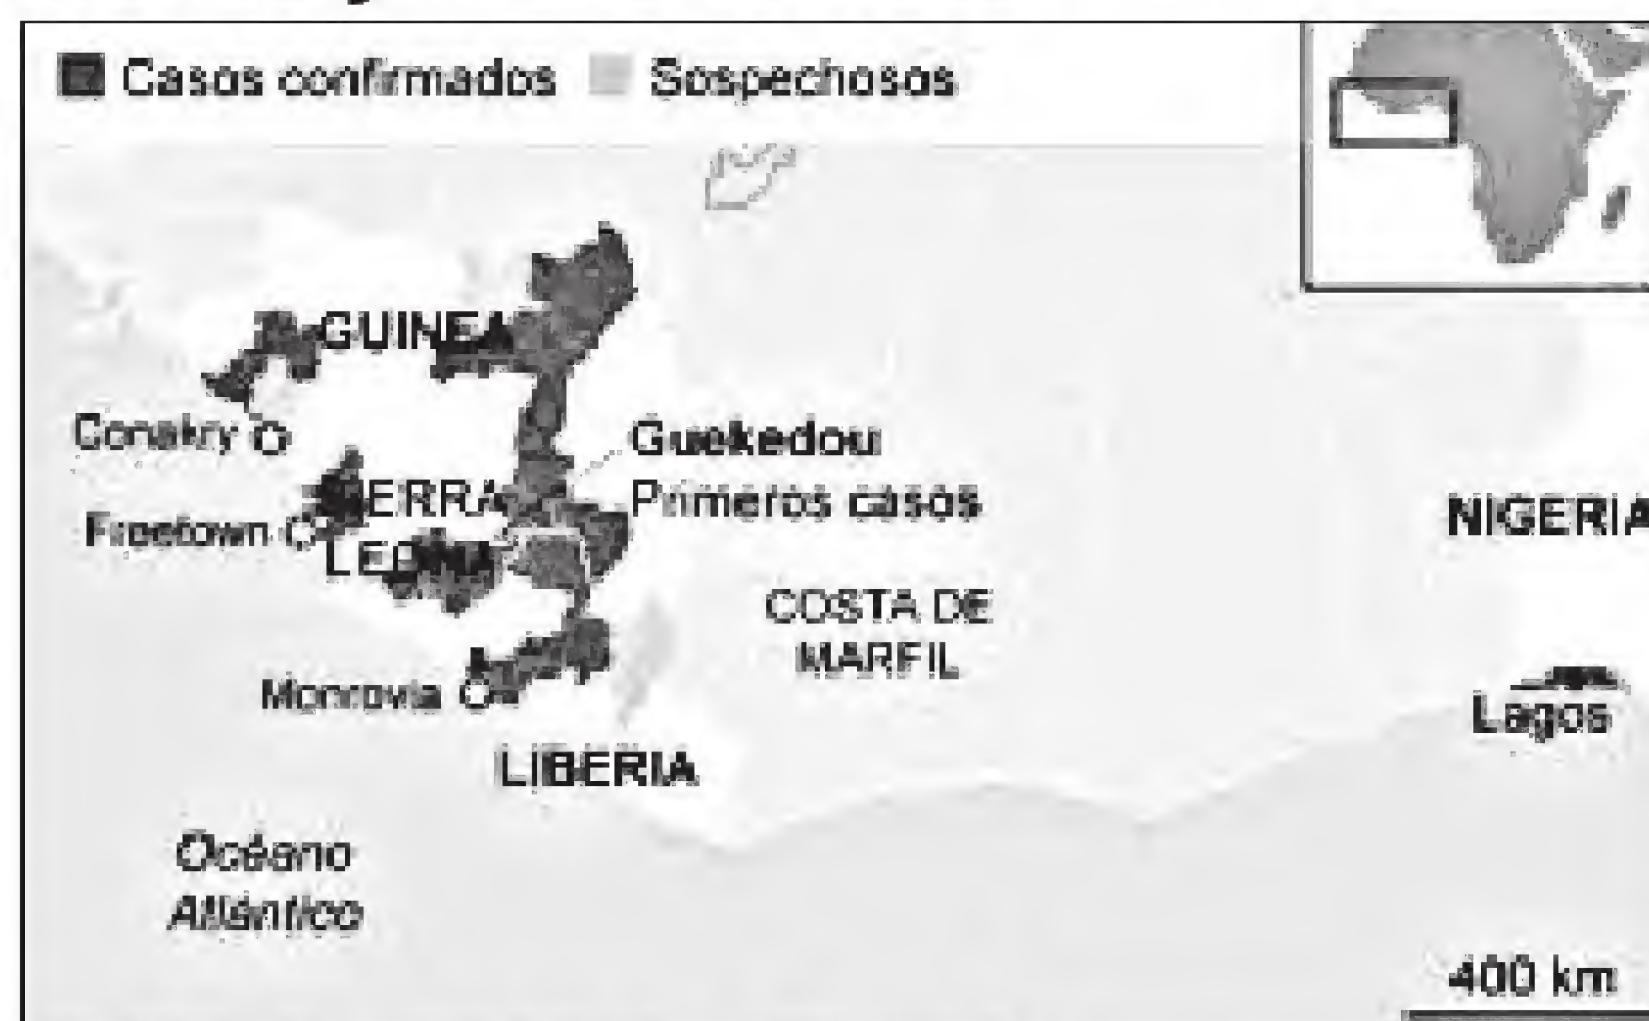 Casos confirmados
Sospechosos
GUINEA
Conakry
Guekedou
Primeros casos
SIERRA
LEONA
Freetown
NIGERIA
COSTA DE
MARFIL
Monrovia
Lagos
LIBERIA
Océano
Atlántico
400 km